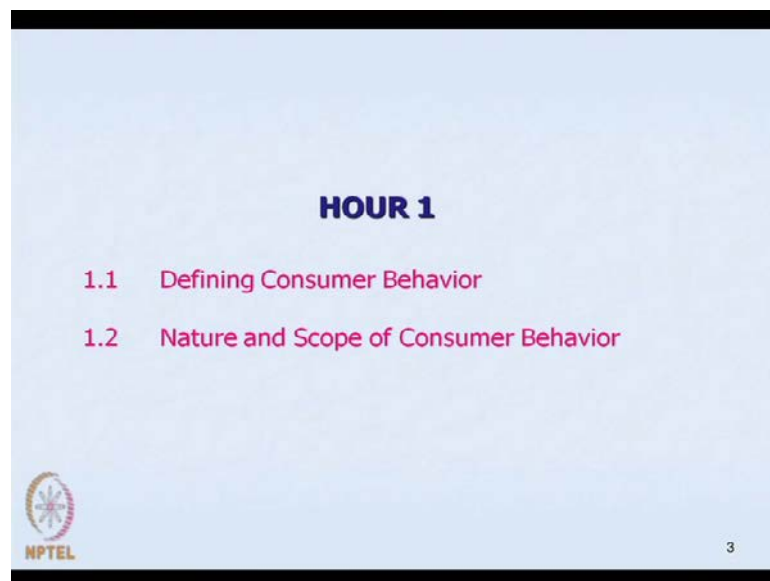 HOUR 1
1.1 Defining Consumer Behavior
1.2 Nature and Scope of Consumer Behavior
NPTEL
3